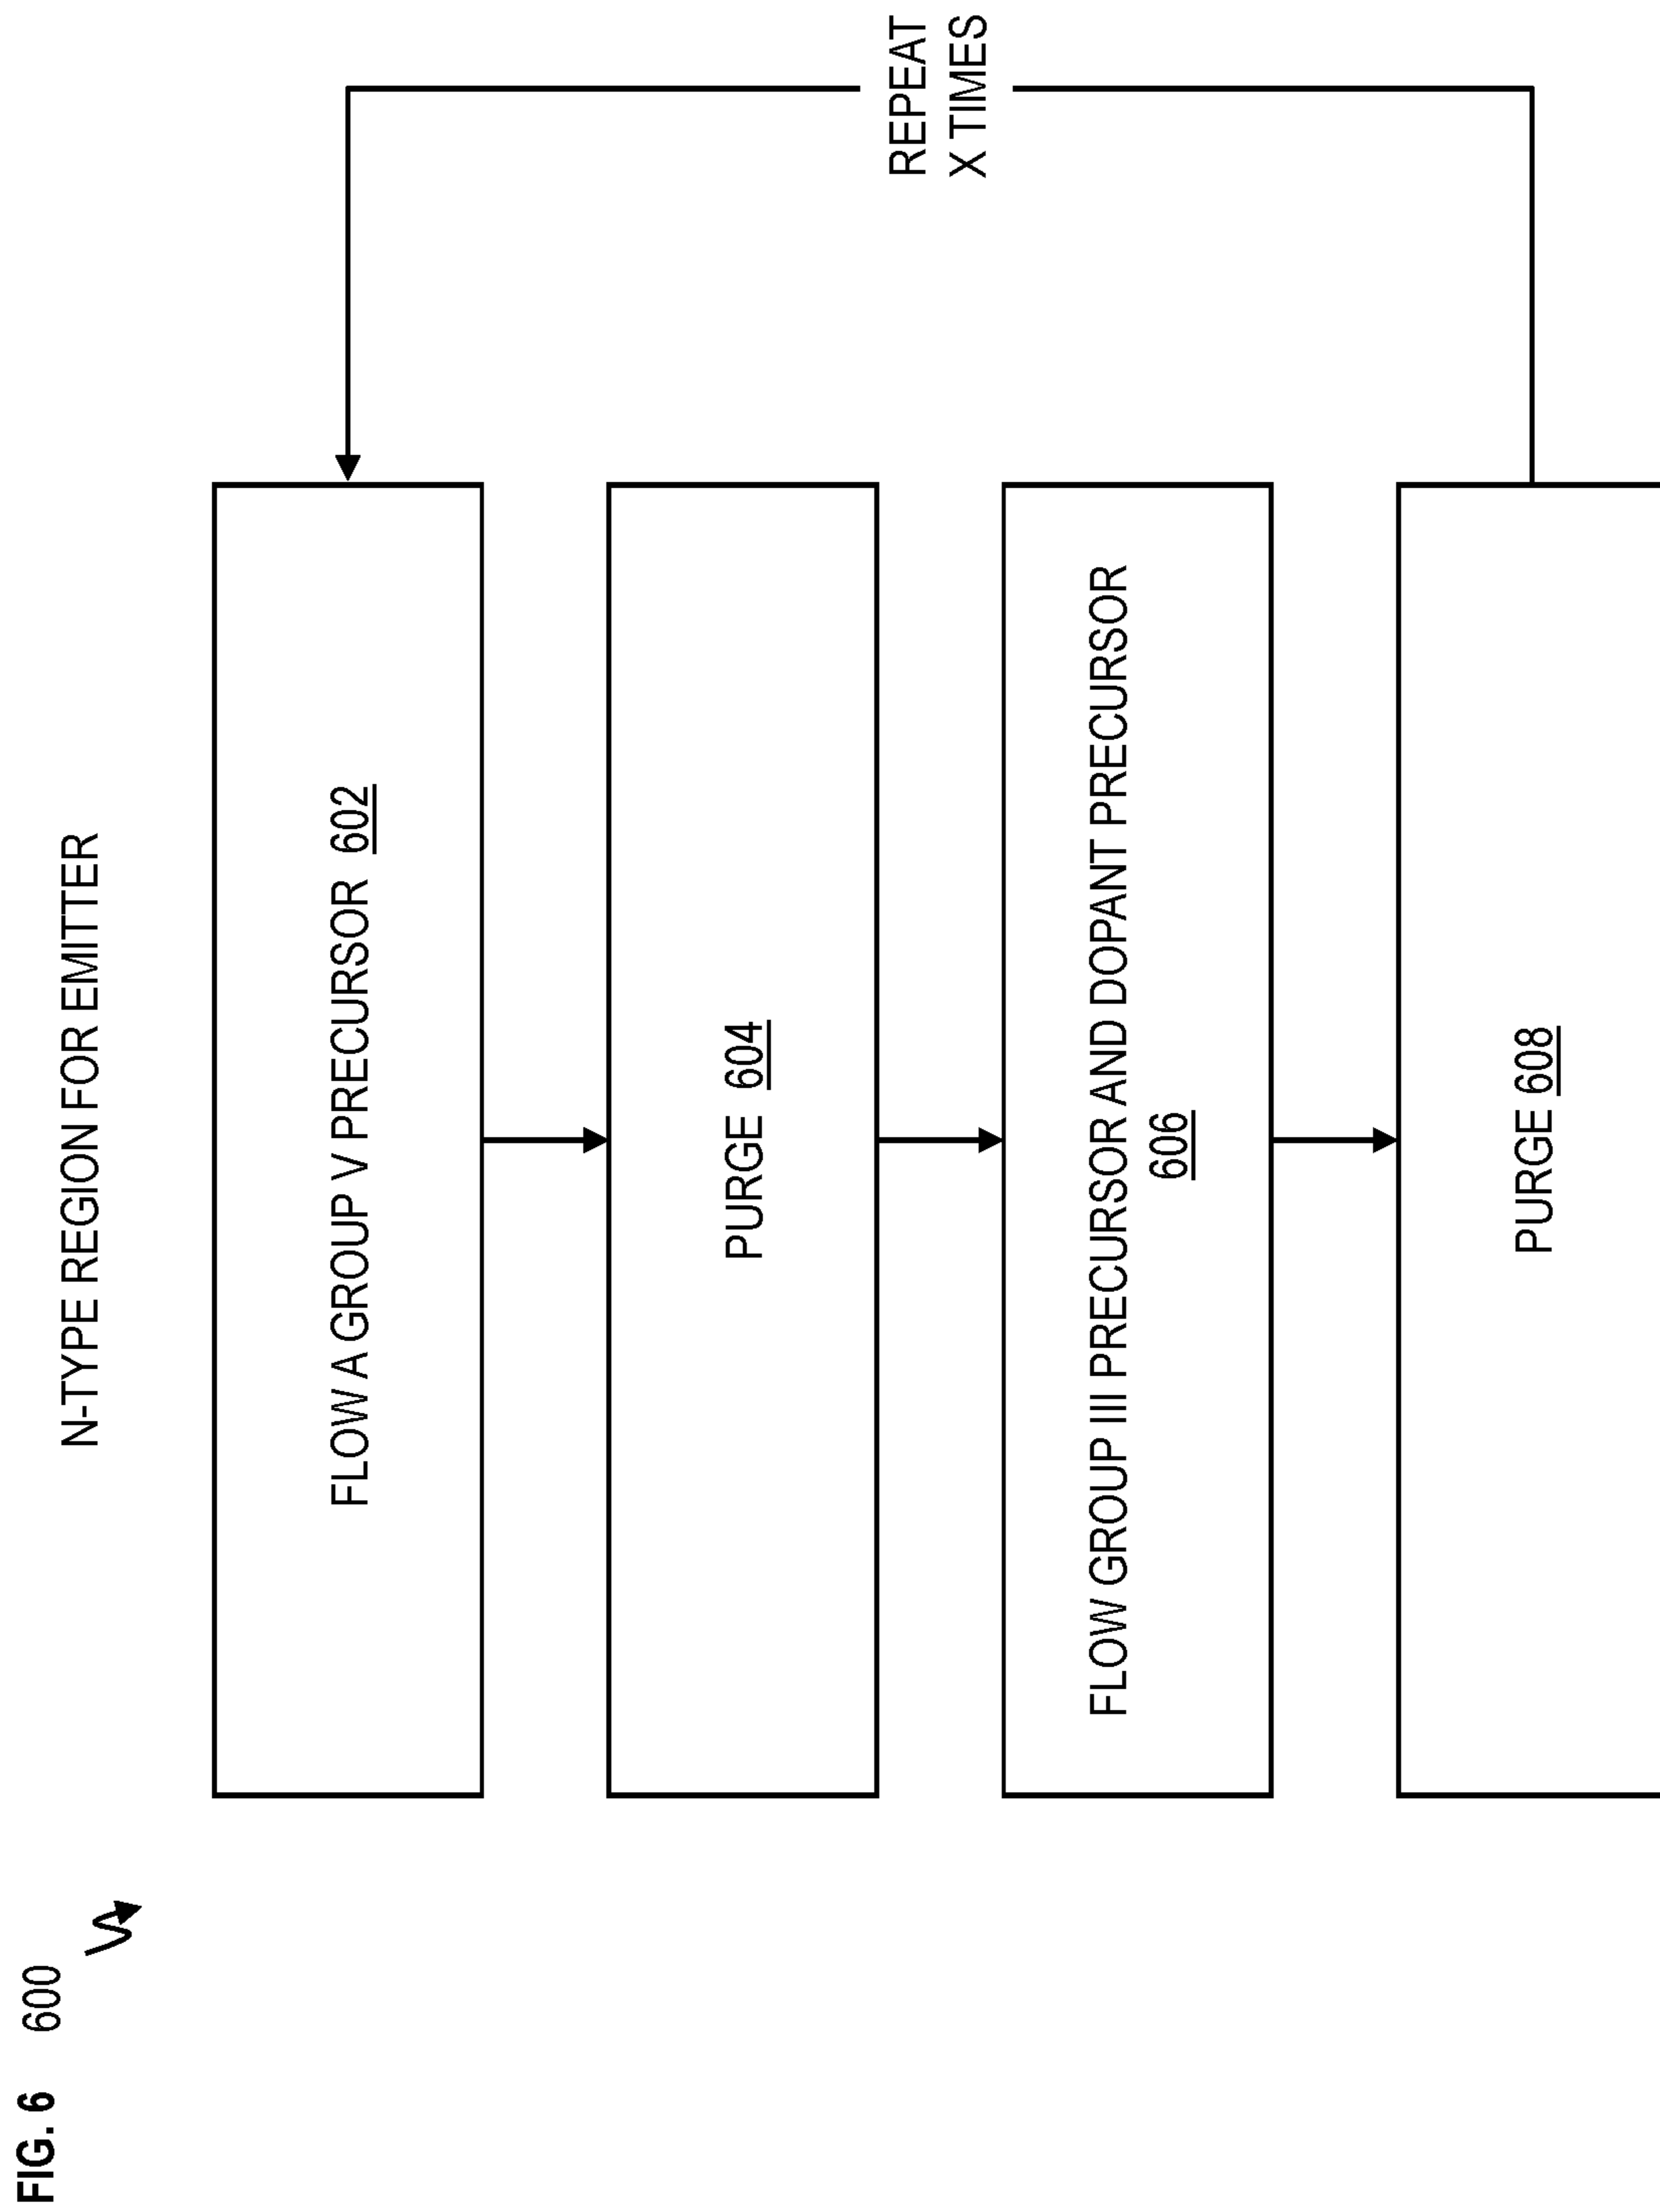 FIG. 6 600
N-TYPE REGION FOR EMITTER
FLOW A GROUP V PRECURSOR 602
PURGE 604
FLOW GROUP III PRECURSOR AND DOPANT PRECURSOR
606
PURGE 608
REPEAT
X TIMES